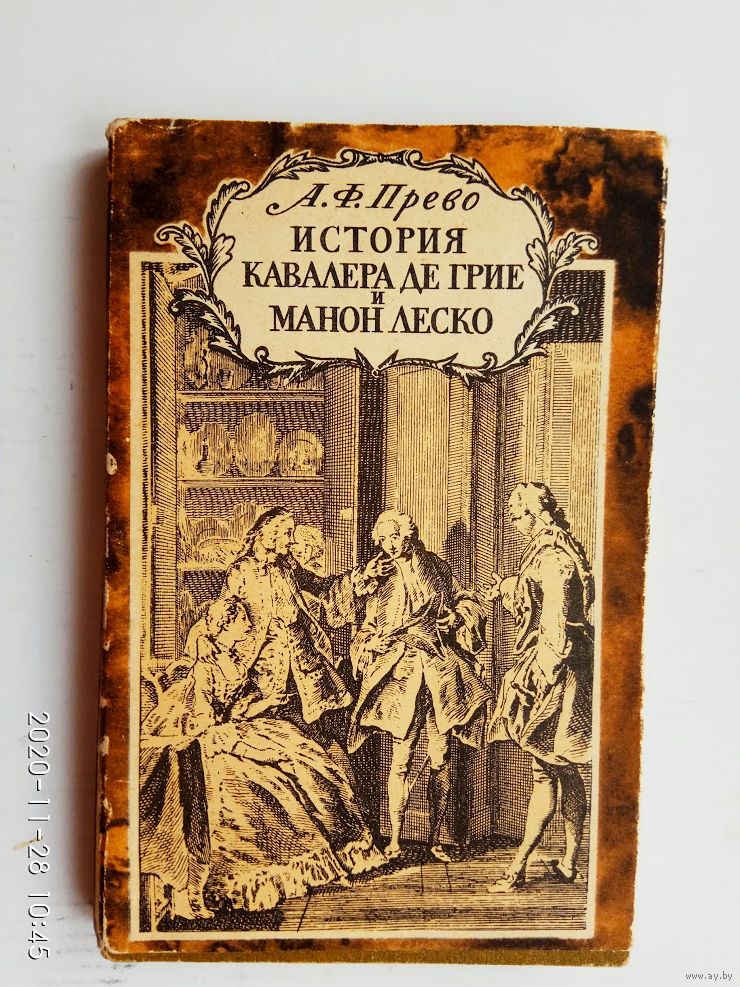 А.Ф.Прево
ИСТОРИЯ
КАВАЛЕРА ДЕ ГРИЕ
и
МАНОН ЛЕСКО
2020-11-28 10:45
www.ay.by